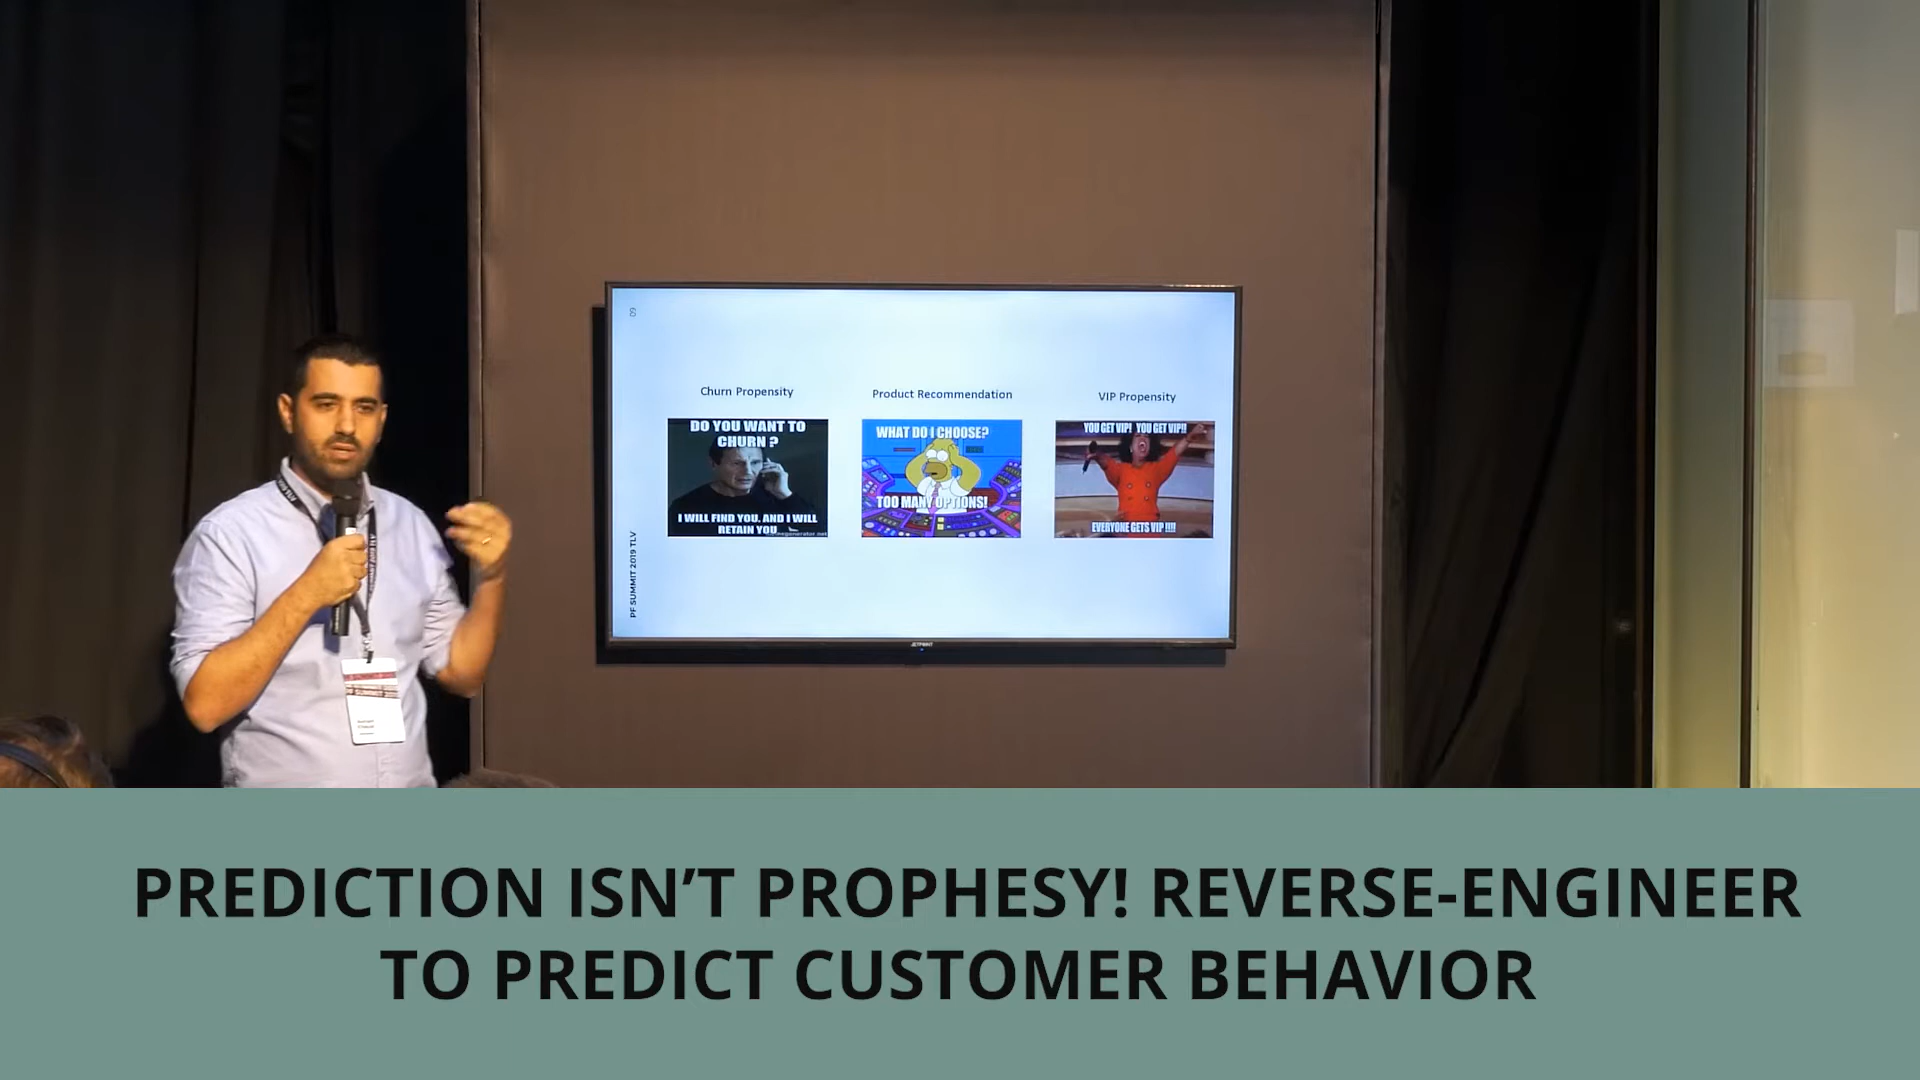 Churn Propensity
Product Recommendation
VIP Propensity
DO YOU WANT TO
CHURN ?
I WILL FIND YOU. AND I WILL
RETAIN YOU
WHAT DO I CHOOSE?
TOO MANY OPTIONS!
YOU GET VIP! YOU GET VIP!!
EVERYONE GETS VIP !!!!
PF SUMMIT 2019 TLV
SUMMIT
PREDICTION ISN’T PROPHESY! REVERSE-ENGINEER
TO PREDICT CUSTOMER BEHAVIOR